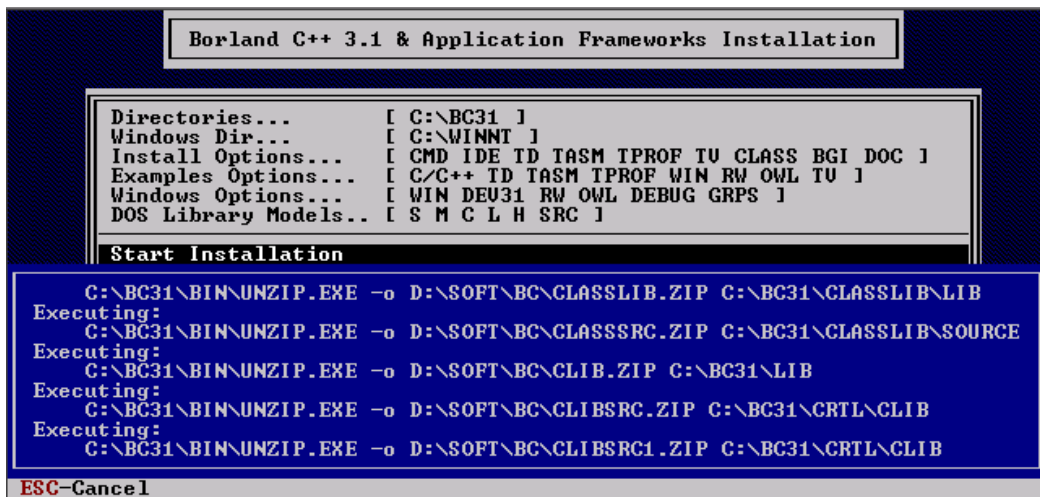 Borland C++ 3.1 & Application Frameworks Installation
Directories... [ C:\BC31 ]
Windows Dir... [ C:\WINNT ]
Install Options... [ CMD IDE TD TASM TPROF TV CLASS BGI DOC ]
Examples Options... [ C/C++ TD TASM TPROF WIN RW OWL TV ]
Windows Options... [ WIN DEV31 RW OWL DEBUG GRPS ]
DOS Library Models.. [ S M C L H SRC ]
Start Installation
C:\BC31\BIN\UNZIP.EXE -o D:\SOFT\BC\CLASSLIB.ZIP C:\BC31\CLASSLIB\LIB
Executing:
C:\BC31\BIN\UNZIP.EXE -o D:\SOFT\BC\CLASSSRC.ZIP C:\BC31\CLASSLIB\SOURCE
Executing:
C:\BC31\BIN\UNZIP.EXE -o D:\SOFT\BC\CLIB.ZIP C:\BC31\LIB
Executing:
C:\BC31\BIN\UNZIP.EXE -o D:\SOFT\BC\CLIBSRC.ZIP C:\BC31\CRTL\CLIB
Executing:
C:\BC31\BIN\UNZIP.EXE -o D:\SOFT\BC\CLIBSRC1.ZIP C:\BC31\CRTL\CLIB
ESC-Cancel